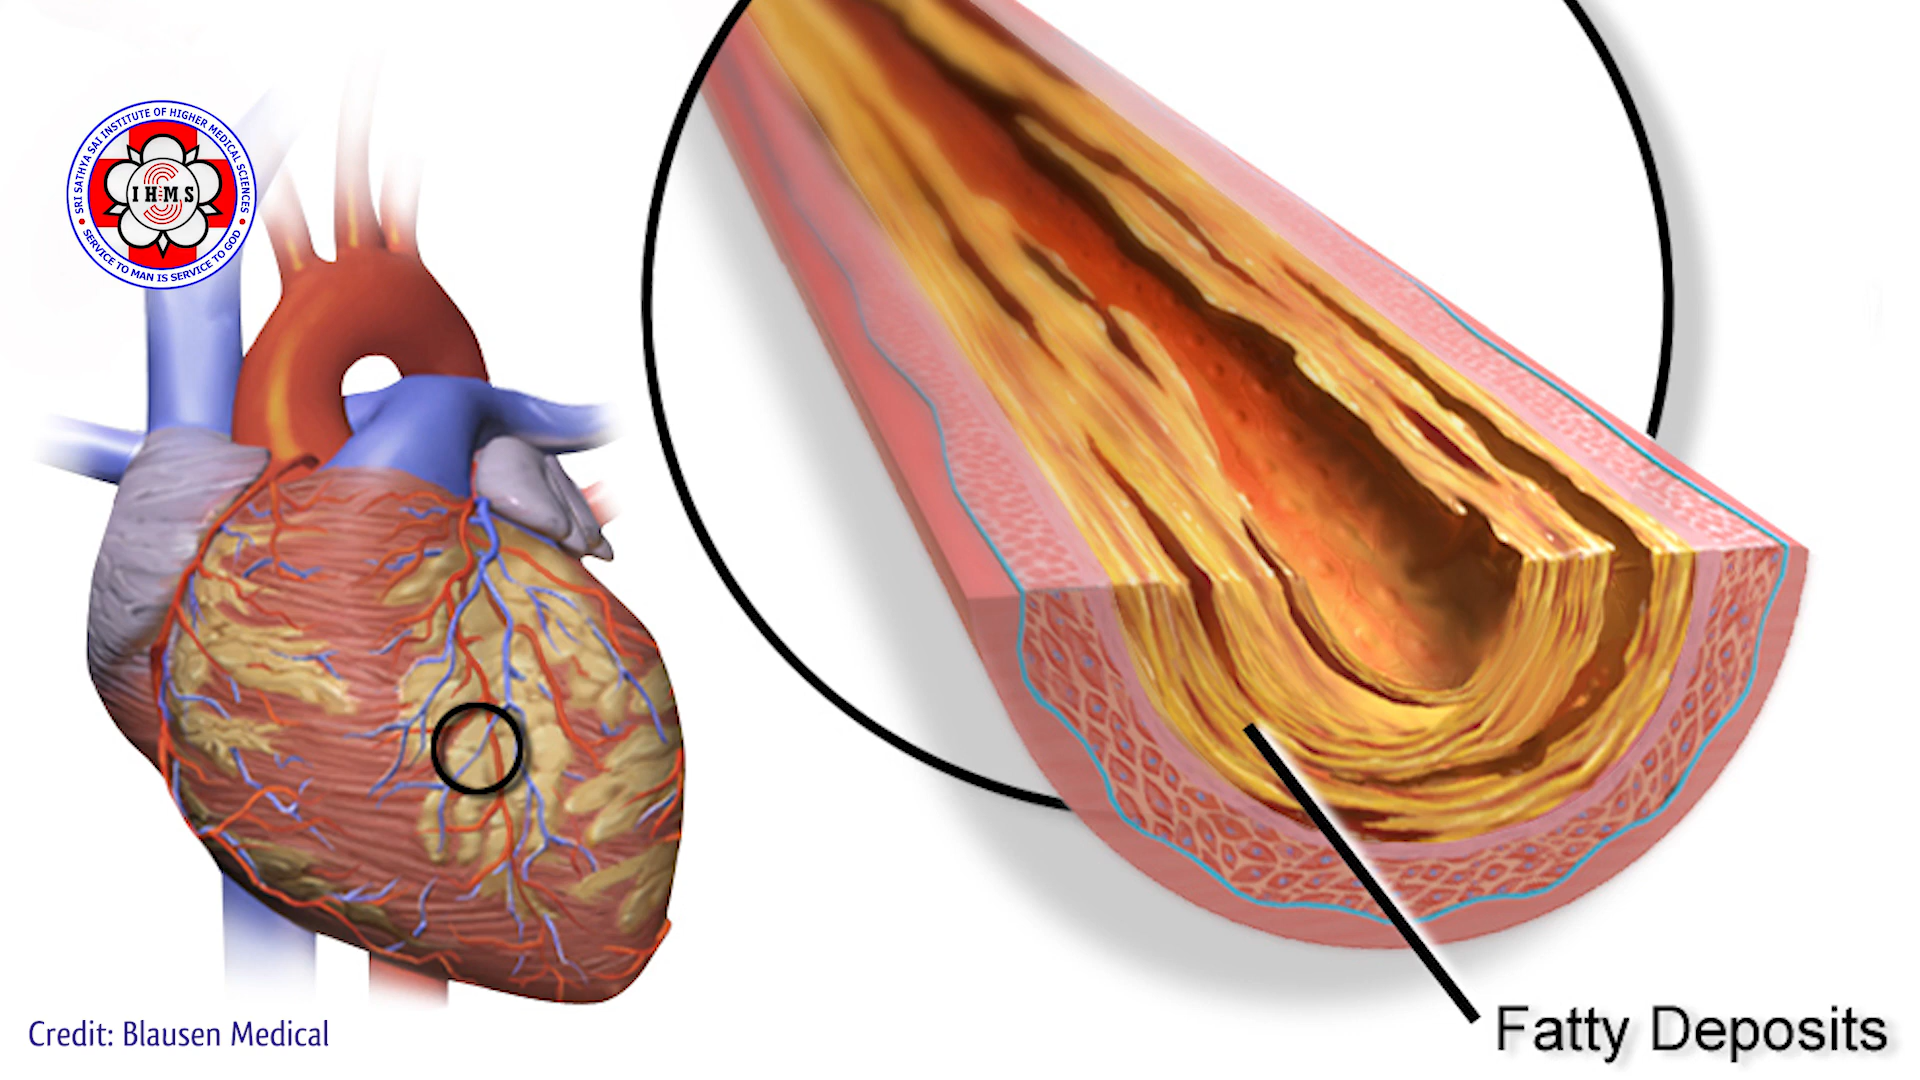 SRI SATHYA SAI INSTITUTE OF HIGHER MEDICAL SCIENCES
IHMS
SERVICE TO MAN IS SERVICE TO GOD
Credit: Blausen Medical
Fatty Deposits